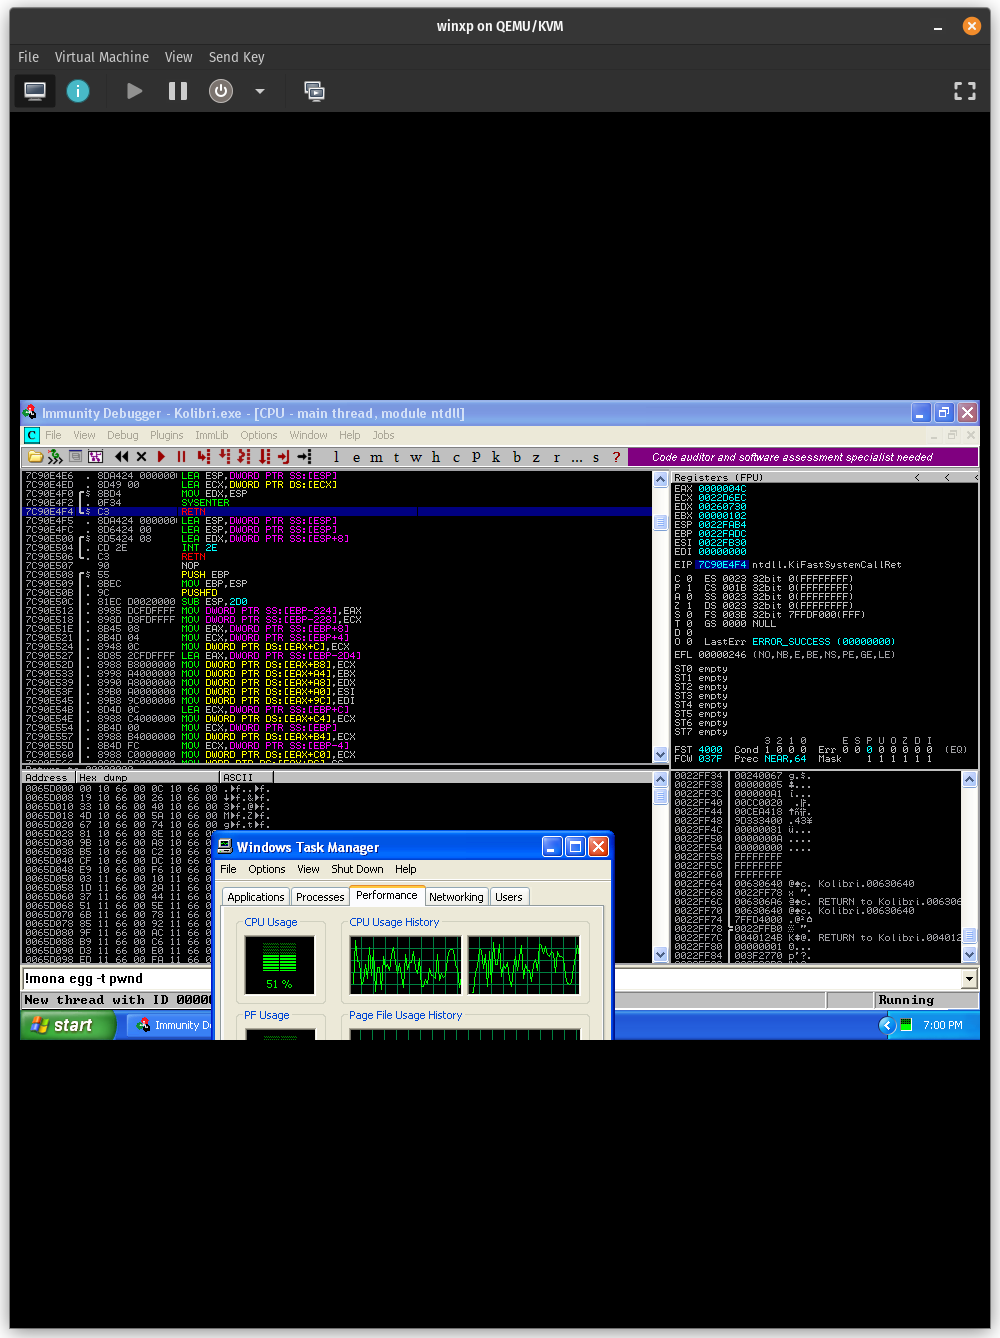 winxp on QEMU/KVM
File Virtual Machine View Send Key
Immunity Debugger - Kolibri.exe - [CPU - main thread, module ntdll]
File View Debug Plugins ImmLib Options Window Help Jobs
l e m t w h c p k b z r ... s ?
Code auditor and software assessment specialist needed
7C90E4E6 . 8DA424 000000 LEA ESP,DWORD PTR SS:[ESP]
7C90E4ED . 8D49 00 LEA ECX,DWORD PTR DS:[ECX]
7C90E4F0 $ 8BD4 MOV EDX,ESP
7C90E4F2 . 0F34 SYSENTER
7C90E4F4 $ C3 RETN
7C90E4F5 . 8DA424 000000 LEA ESP,DWORD PTR SS:[ESP]
7C90E4FC . 8D6424 00 LEA ESP,DWORD PTR SS:[ESP]
7C90E500 $ 8D5424 08 LEA EDX,DWORD PTR SS:[ESP+8]
7C90E504 . CD 2E INT 2E
7C90E506 . C3 RETN
7C90E507 90 NOP
7C90E508 $ 55 PUSH EBP
7C90E509 . 8BEC MOV EBP,ESP
7C90E50B . 9C PUSHFD
7C90E50C . 81EC D0020000 SUB ESP,2D0
7C90E512 . 8985 DCFDFFFF MOV DWORD PTR SS:[EBP-224],EAX
7C90E518 . 898D D8FDFFFF MOV DWORD PTR SS:[EBP-228],ECX
7C90E51E . 8B45 08 MOV EAX,DWORD PTR SS:[EBP+8]
7C90E521 . 8B4D 04 MOV ECX,DWORD PTR SS:[EBP+4]
7C90E524 . 8948 0C MOV DWORD PTR DS:[EAX+C],ECX
7C90E527 . 8D85 2CFDFFFF LEA EAX,DWORD PTR SS:[EBP-2D4]
7C90E52D . 8988 B8000000 MOV DWORD PTR DS:[EAX+B8],ECX
7C90E533 . 8998 A4000000 MOV DWORD PTR DS:[EAX+A4],EBX
7C90E539 . 8990 A8000000 MOV DWORD PTR DS:[EAX+A8],EDX
7C90E53F . 89B0 A0000000 MOV DWORD PTR DS:[EAX+A0],ESI
7C90E545 . 89B8 9C000000 MOV DWORD PTR DS:[EAX+9C],EDI
7C90E54B . 8D4D 0C LEA ECX,DWORD PTR SS:[EBP+C]
7C90E54E . 8988 C4000000 MOV DWORD PTR DS:[EAX+C4],ECX
7C90E554 . 8B4D 00 MOV ECX,DWORD PTR SS:[EBP]
7C90E557 . 8988 B4000000 MOV DWORD PTR DS:[EAX+B4],ECX
7C90E55D . 8B4D FC MOV ECX,DWORD PTR SS:[EBP-4]
7C90E560 . 8988 C0000000 MOV DWORD PTR DS:[EAX+C0],ECX
Registers (FPU) < < <
EAX 0000004C
ECX 0022D6EC
EDX 00260730
EBX 00000102
ESP 0022FAB4
EBP 0022FADC
ESI 0022FB30
EDI 00000000
EIP 7C90E4F4 ntdll.KiFastSystemCallRet
C 0 ES 0023 32bit 0(FFFFFFFF)
P 1 CS 001B 32bit 0(FFFFFFFF)
A 0 SS 0023 32bit 0(FFFFFFFF)
Z 1 DS 0023 32bit 0(FFFFFFFF)
S 0 FS 003B 32bit 7FFDF000(FFF)
T 0 GS 0000 NULL
D 0
O 0 LastErr ERROR_SUCCESS (00000000)
EFL 00000246 (NO,NB,E,BE,NS,PE,GE,LE)
ST0 empty
ST1 empty
ST2 empty
ST3 empty
ST4 empty
ST5 empty
ST6 empty
ST7 empty
3 2 1 0 E S P U O Z D I
FST 4000 Cond 1 0 0 0 Err 0 0 0 0 0 0 0 0 (EQ)
FCW 037F Prec NEAR,64 Mask 1 1 1 1 1 1
Address Hex dump ASCII
0065D000 00 10 66 00 0C 10 66 00
0065D008 19 10 66 00 26 10 66 00
0065D010 33 10 66 00 40 10 66 00
0065D018 4D 10 66 00 5A 10 66 00
0065D020 67 10 66 00 74 10 66 00
0065D028 81 10 66 00 8E 10 66 00
0065D030 9B 10 66 00 A8 10 66 00
0065D038 B5 10 66 00 C2 10 66 00
0065D040 CF 10 66 00 DC 10 66 00
0065D048 E9 10 66 00 F6 10 66 00
0065D050 03 11 66 00 10 11 66 00
0065D058 1D 11 66 00 2A 11 66 00
0065D060 37 11 66 00 44 11 66 00
0065D068 51 11 66 00 5E 11 66 00
0065D070 6B 11 66 00 78 11 66 00
0065D078 85 11 66 00 92 11 66 00
0065D080 9F 11 66 00 AC 11 66 00
0065D088 B9 11 66 00 C6 11 66 00
0065D090 D3 11 66 00 E0 11 66 00
0065D098 ED 11 66 00 FA 11 66 00
0022FF34 00240067 g.$.
0022FF38 00000005
0022FF3C 000000A1 í...
0022FF40 00CC0020
0022FF44 00CEA418
0022FF48 9D333400 .43¥
0022FF4C 00000081 ü...
0022FF50 0000000A ....
0022FF54 00000000 ....
0022FF58 FFFFFFFF
0022FF5C FFFFFFFF
0022FF60 FFFFFFFF
0022FF64 00630640 Kolibri.00630640
0022FF68 0022FF78
0022FF6C 006306A6 RETURN to Kolibri.006306
0022FF70 00630640 Kolibri.00630640
0022FF74 7FFD4000
0022FF78 0022FFB0
0022FF7C 0040124B RETURN to Kolibri.004012
0022FF80 00000001
0022FF84 003F2770
Windows Task Manager
File Options View Shut Down Help
Applications Processes Performance Networking Users
CPU Usage CPU Usage History
51 %
PF Usage Page File Usage History
!mona egg -t pwnd
New thread with ID 0000
Running
start
Immunity D
7:00 PM